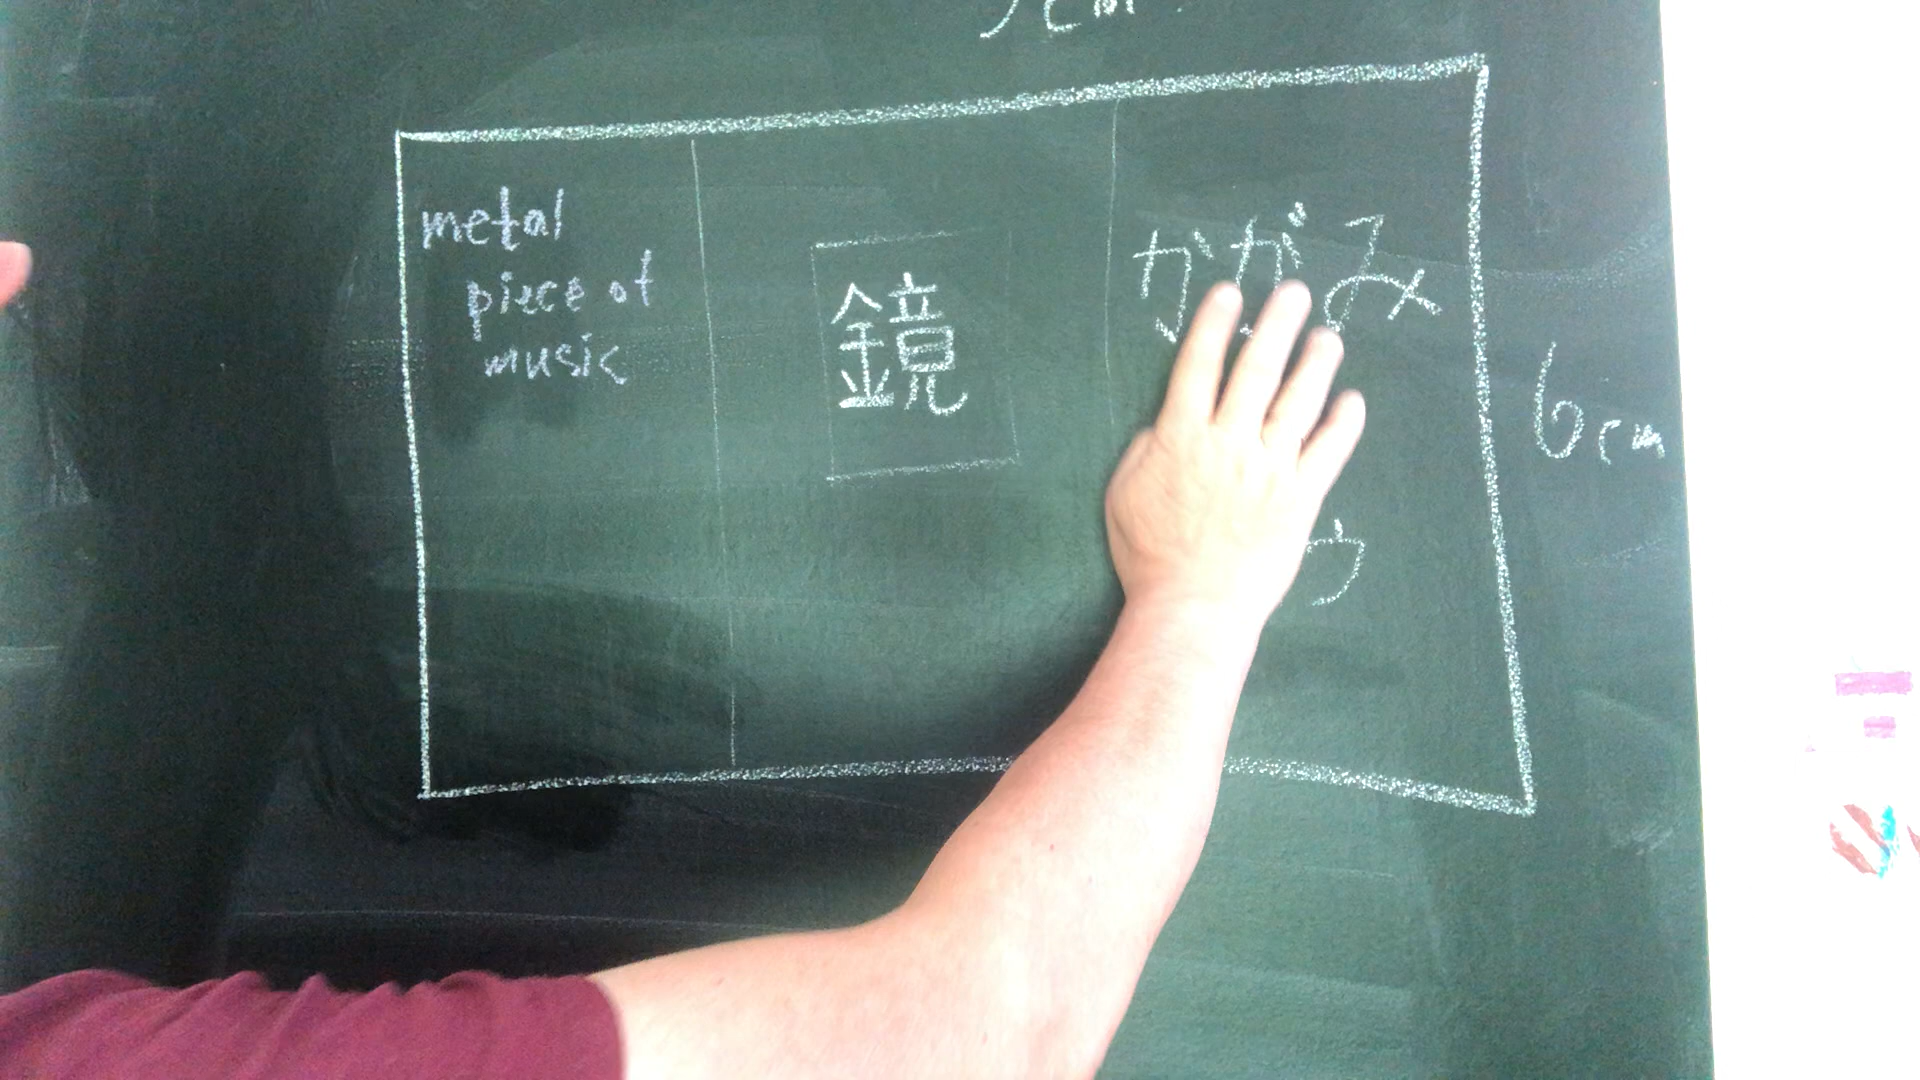 metal
piece of
music
鏡
かがみ
6cm